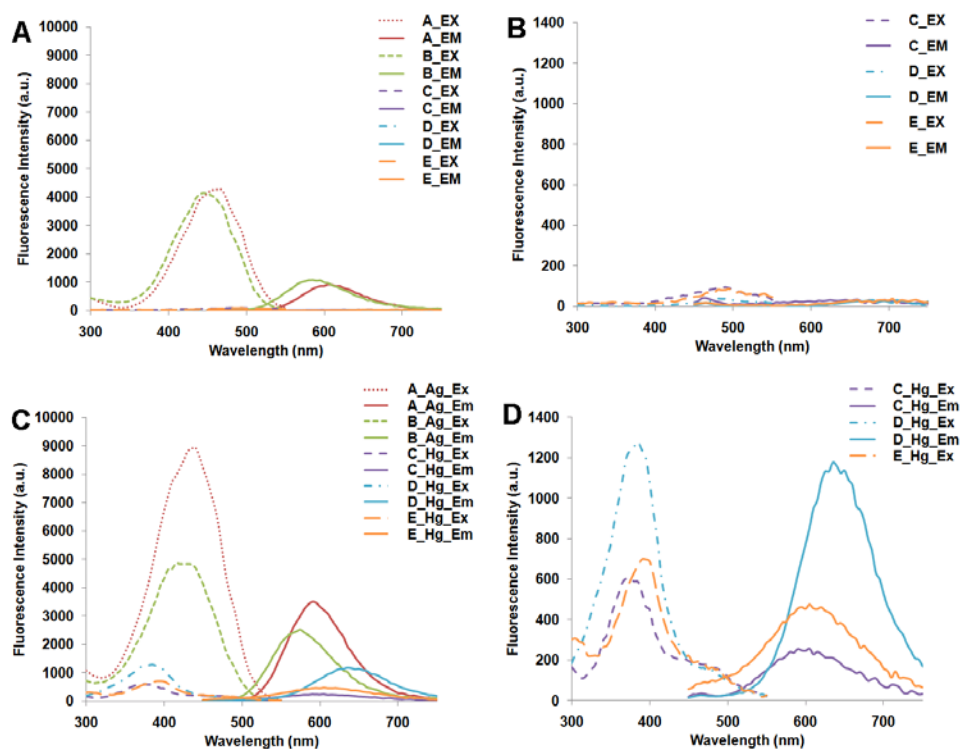 A
Fluorescence Intensity (a.u.)
10000
9000
8000
7000
6000
5000
4000
3000
2000
1000
0
300 400 500 600 700
Wavelength (nm)
A_EX
A_EM
B_EX
B_EM
C_EX
C_EM
D_EX
D_EM
E_EX
E_EM
B
Fluorescence Intensity (a.u.)
1400
1200
1000
800
600
400
200
0
300 400 500 600 700
Wavelength (nm)
C_EX
C_EM
D_EX
D_EM
E_EX
E_EM
C
Fluorescence Intensity (a.u.)
10000
9000
8000
7000
6000
5000
4000
3000
2000
1000
0
300 400 500 600 700
Wavelength (nm)
A_Ag_Ex
A_Ag_Em
B_Ag_Ex
B_Ag_Em
C_Hg_Ex
C_Hg_Em
D_Hg_Ex
D_Hg_Em
E_Hg_Ex
E_Hg_Em
D
Fluorescence Intensity (a.u.)
1400
1200
1000
800
600
400
200
0
300 400 500 600 700
Wavelength (nm)
C_Hg_Ex
C_Hg_Em
D_Hg_Ex
D_Hg_Em
E_Hg_Ex